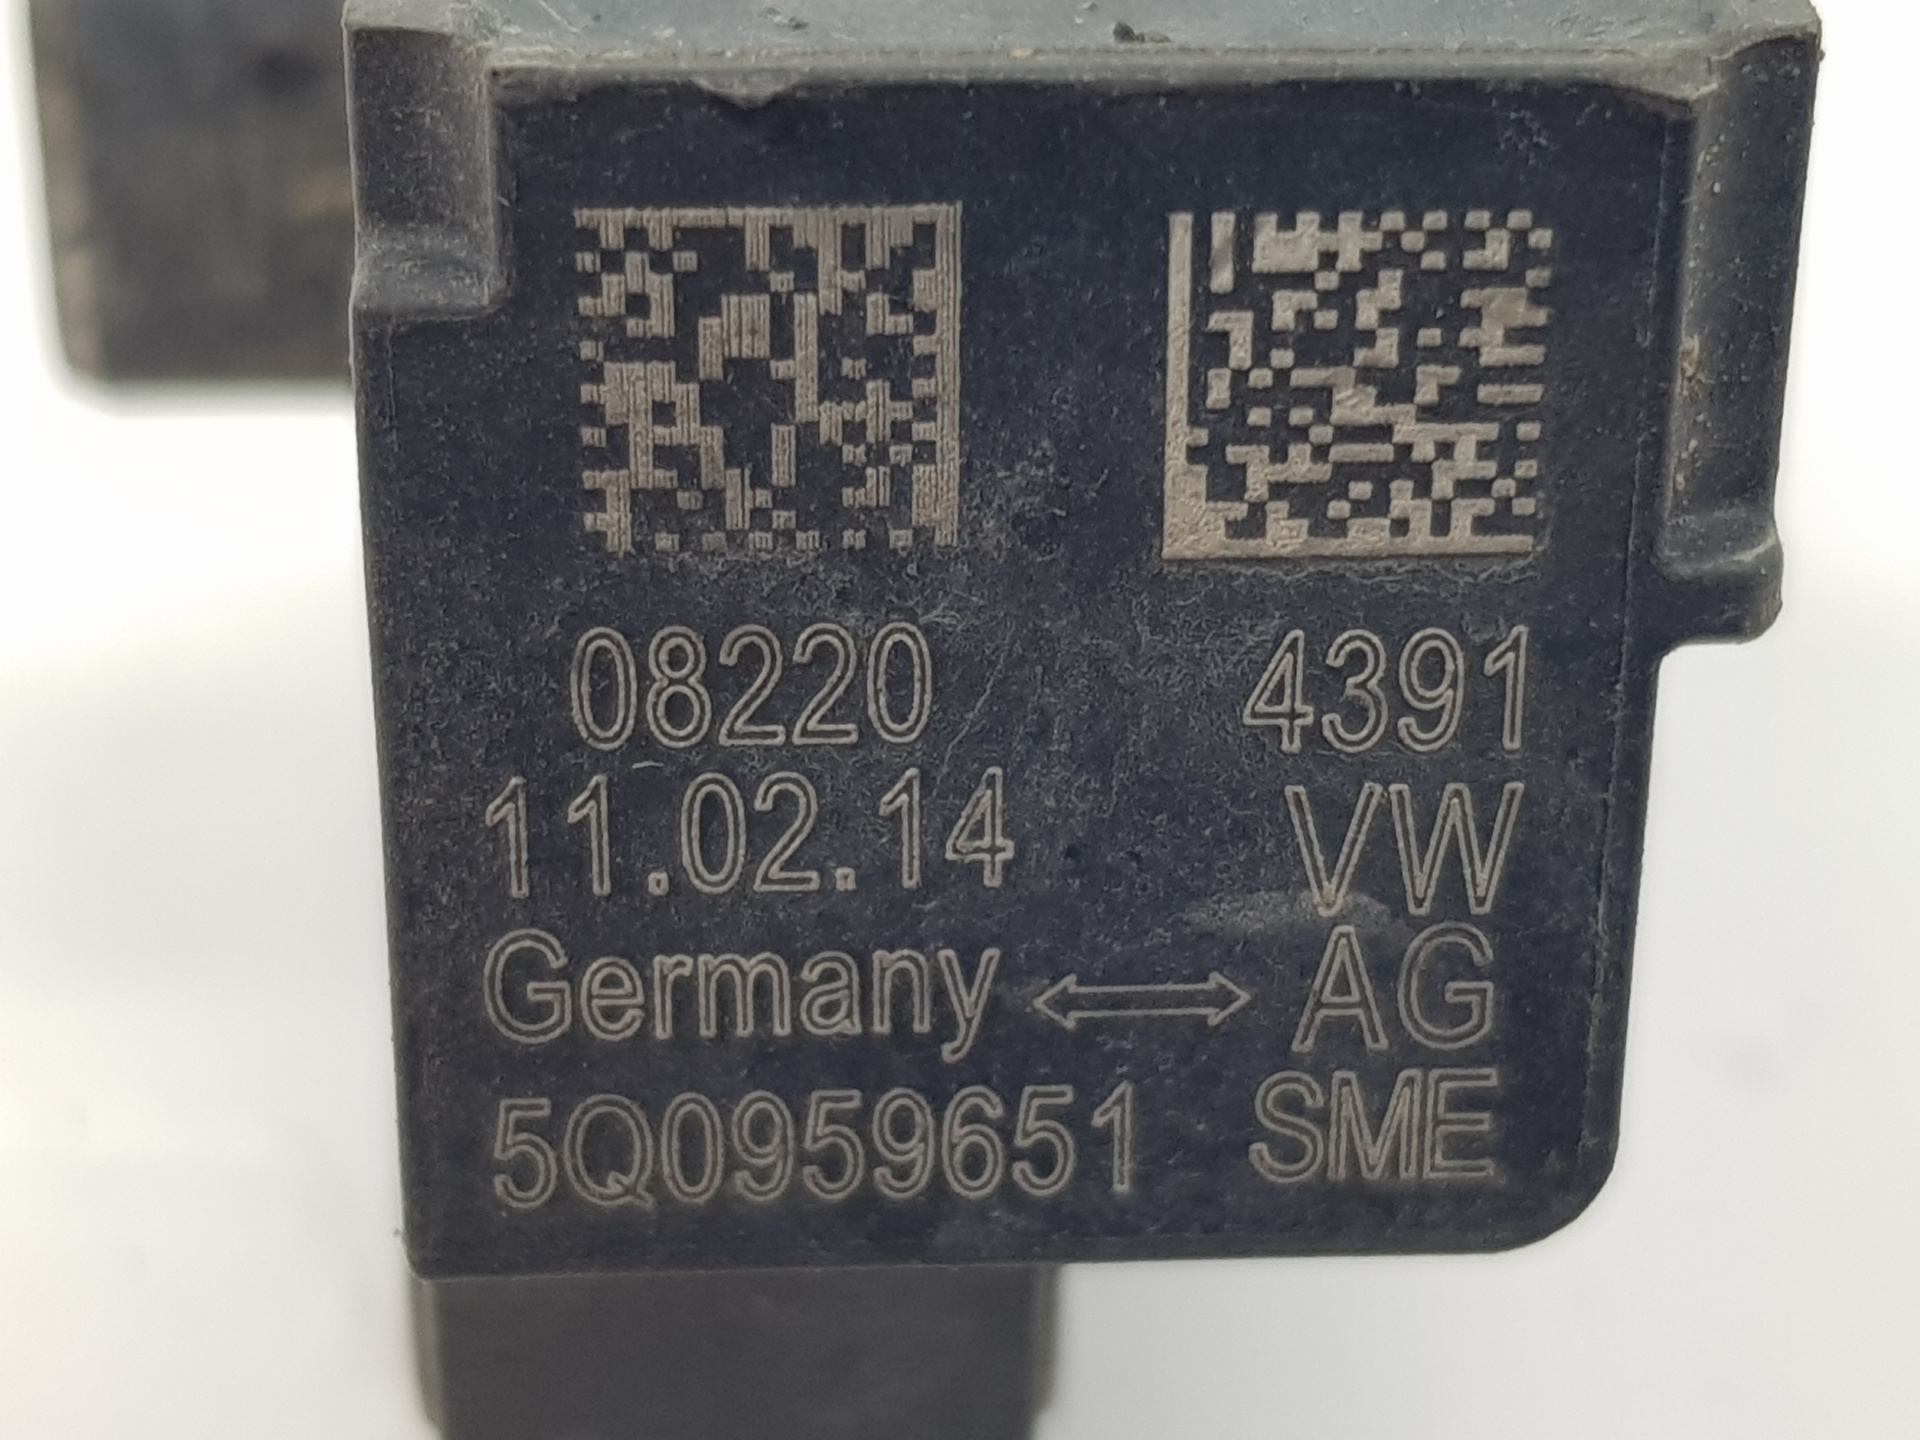 08220 4391
11.02.14 VW
Germany ↔ AG
5Q0959651 SME